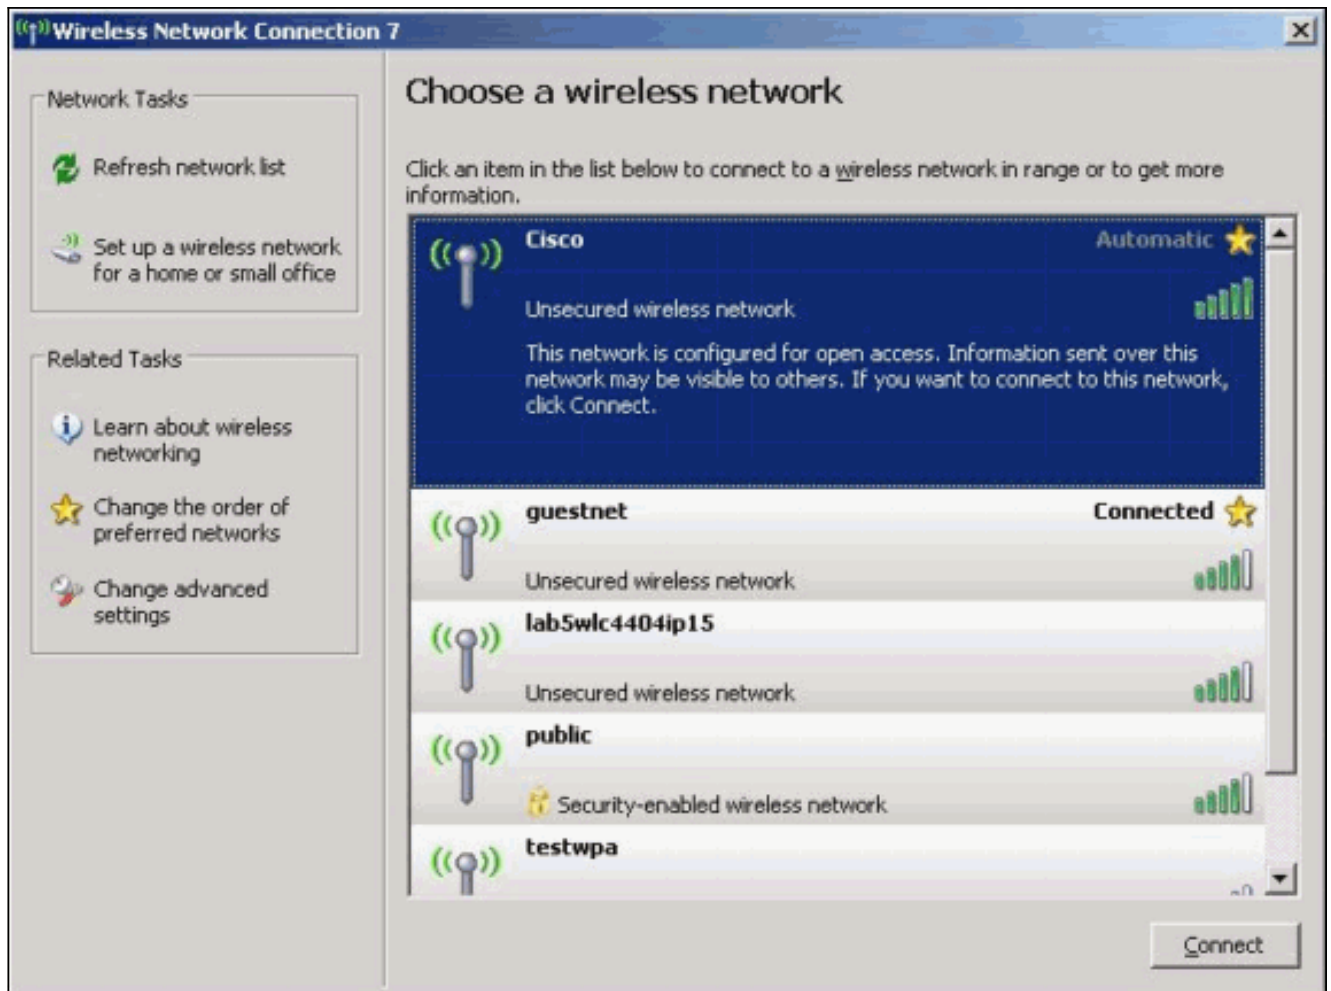 Wireless Network Connection 7
Network Tasks
Refresh network list
Set up a wireless network
for a home or small office
Related Tasks
Learn about wireless
networking
Change the order of
preferred networks
Change advanced
settings
Choose a wireless network
Click an item in the list below to connect to a wireless network in range or to get more
information.
Cisco
Automatic
Unsecured wireless network
This network is configured for open access. Information sent over this
network may be visible to others. If you want to connect to this network,
click Connect.
guestnet
Connected
Unsecured wireless network
lab5wlc4404ip15
Unsecured wireless network
public
Security-enabled wireless network
testwpa
Connect